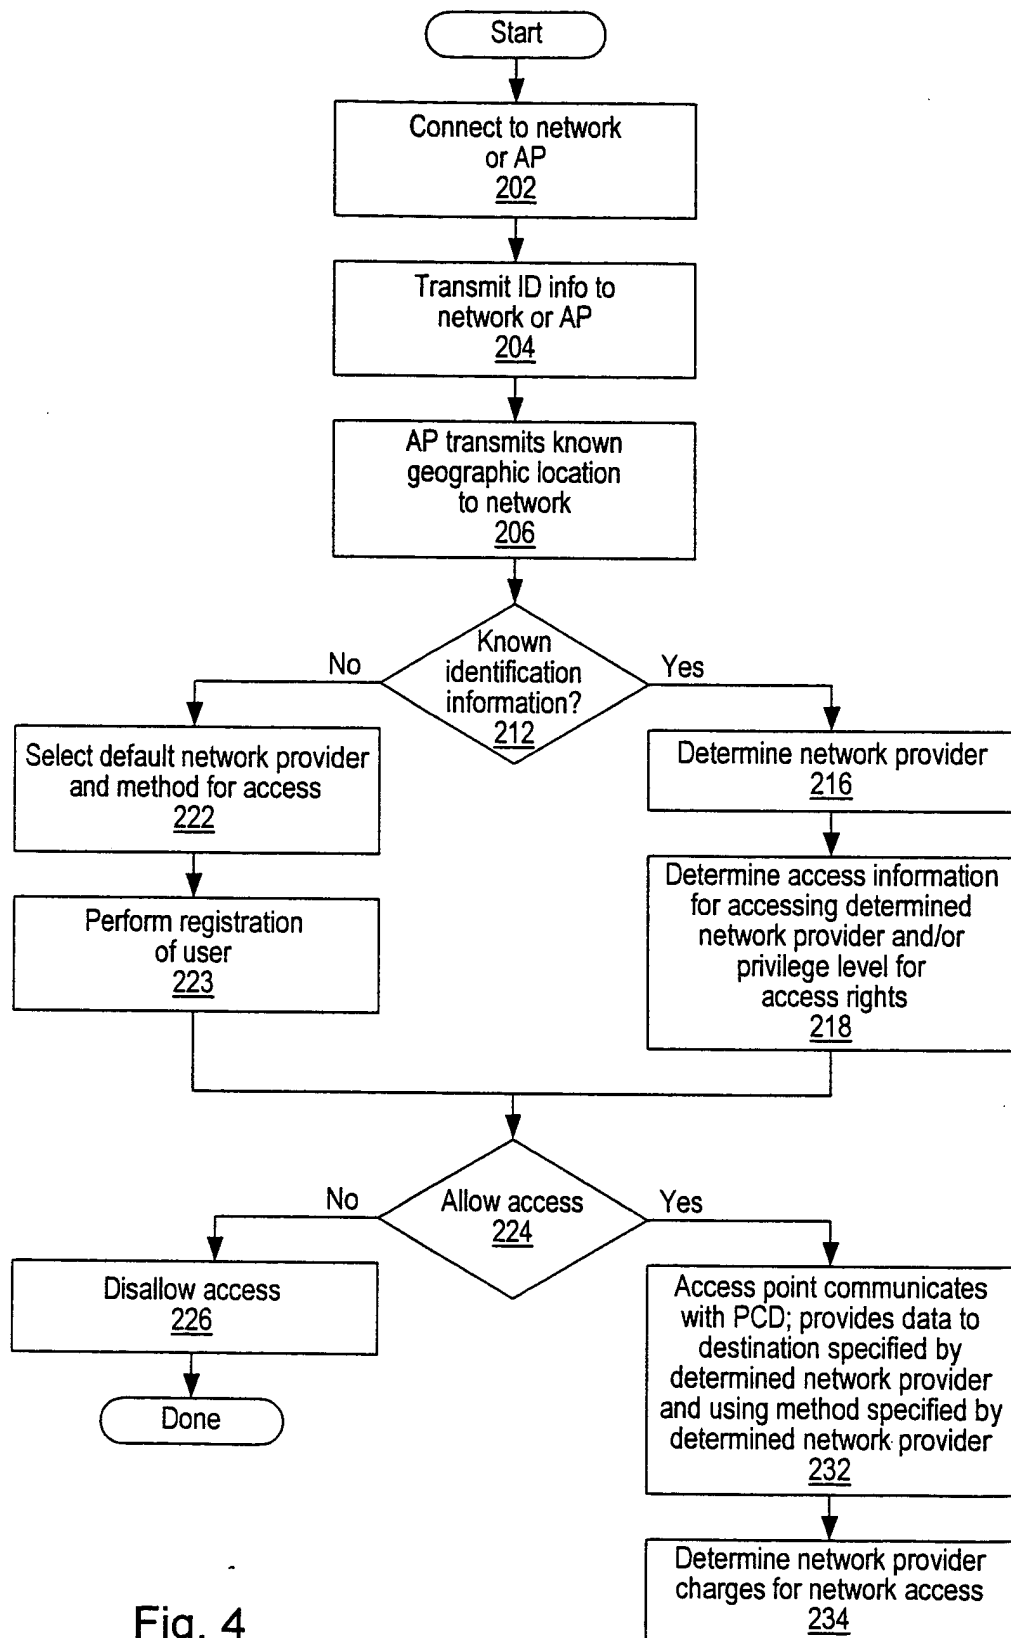 Start
Connect to network
or AP
202
Transmit ID info to
network or AP
204
AP transmits known
geographic location
to network
206
Known
identification
information?
212
No
Yes
Select default network provider
and method for access
222
Determine network provider
216
Perform registration
of user
223
Determine access information
for accessing determined
network provider and/or
privilege level for
access rights
218
Allow access
224
No
Yes
Disallow access
226
Done
Access point communicates
with PCD; provides data to
destination specified by
determined network provider
and using method specified by
determined network provider
232
Determine network provider
charges for network access
234
Fig. 4